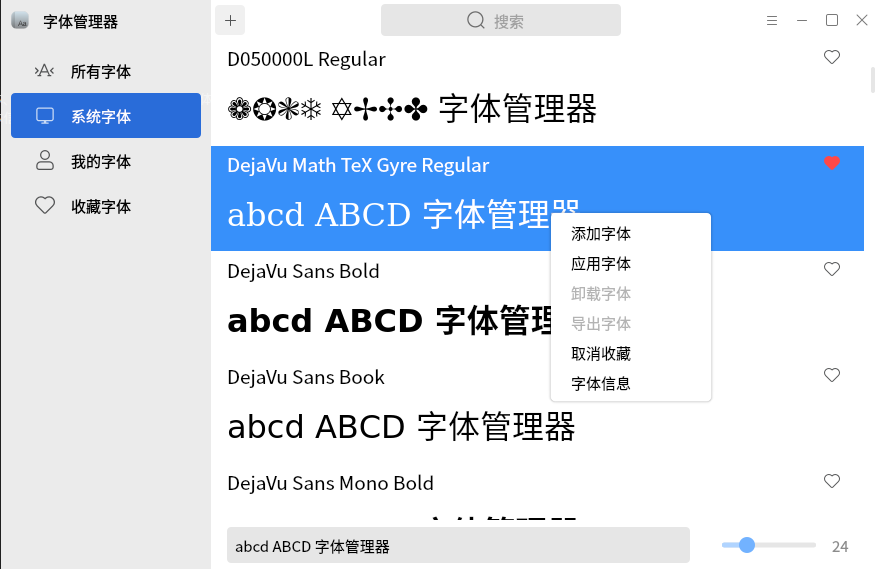 字体管理器
搜索
所有字体
系统字体
我的字体
收藏字体
D050000L Regular
字体管理器
DejaVu Math TeX Gyre Regular
abcd ABCD 字体管理器
添加字体
应用字体
卸载字体
导出字体
取消收藏
字体信息
DejaVu Sans Bold
abcd ABCD 字体管理
DejaVu Sans Book
abcd ABCD 字体管理器
DejaVu Sans Mono Bold
abcd ABCD 字体管理器
24